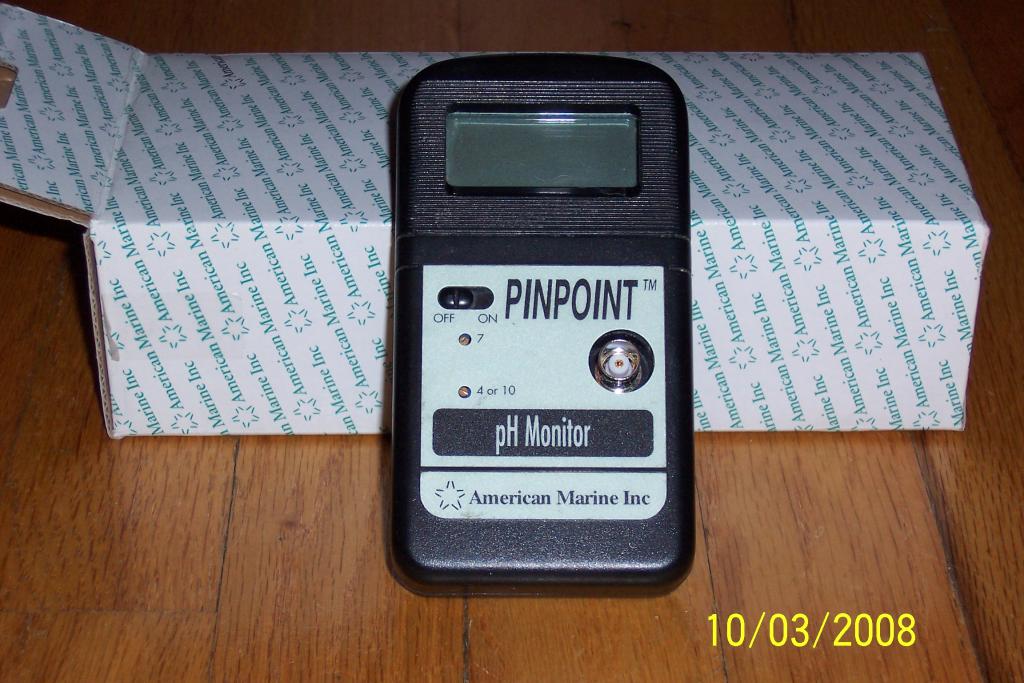 PINPOINT™
OFF ON
7
4 or 10
pH Monitor
American Marine Inc
American Marine Inc
10/03/2008